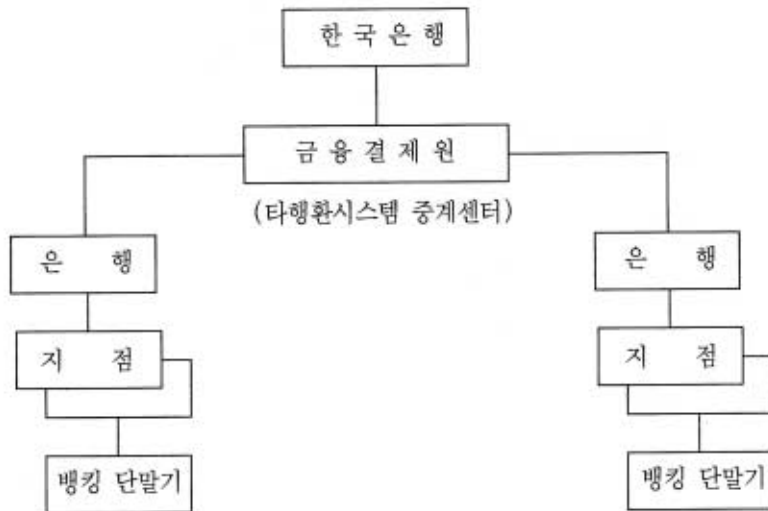 한국은행
금융결제원
(타행환시스템 중계센터)
은 행
은 행
지 점
지 점
뱅킹 단말기
뱅킹 단말기